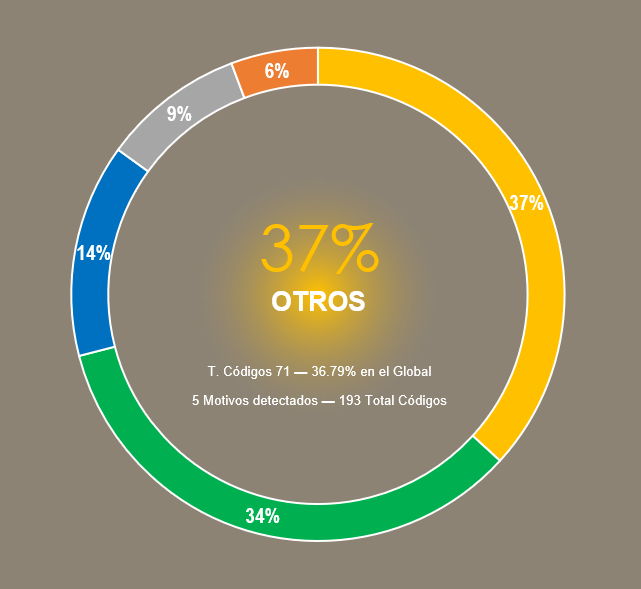 6%
9%
37%
14%
37%
OTROS
T. Códigos 71 — 36.79% en el Global
5 Motivos detectados — 193 Total Códigos
34%